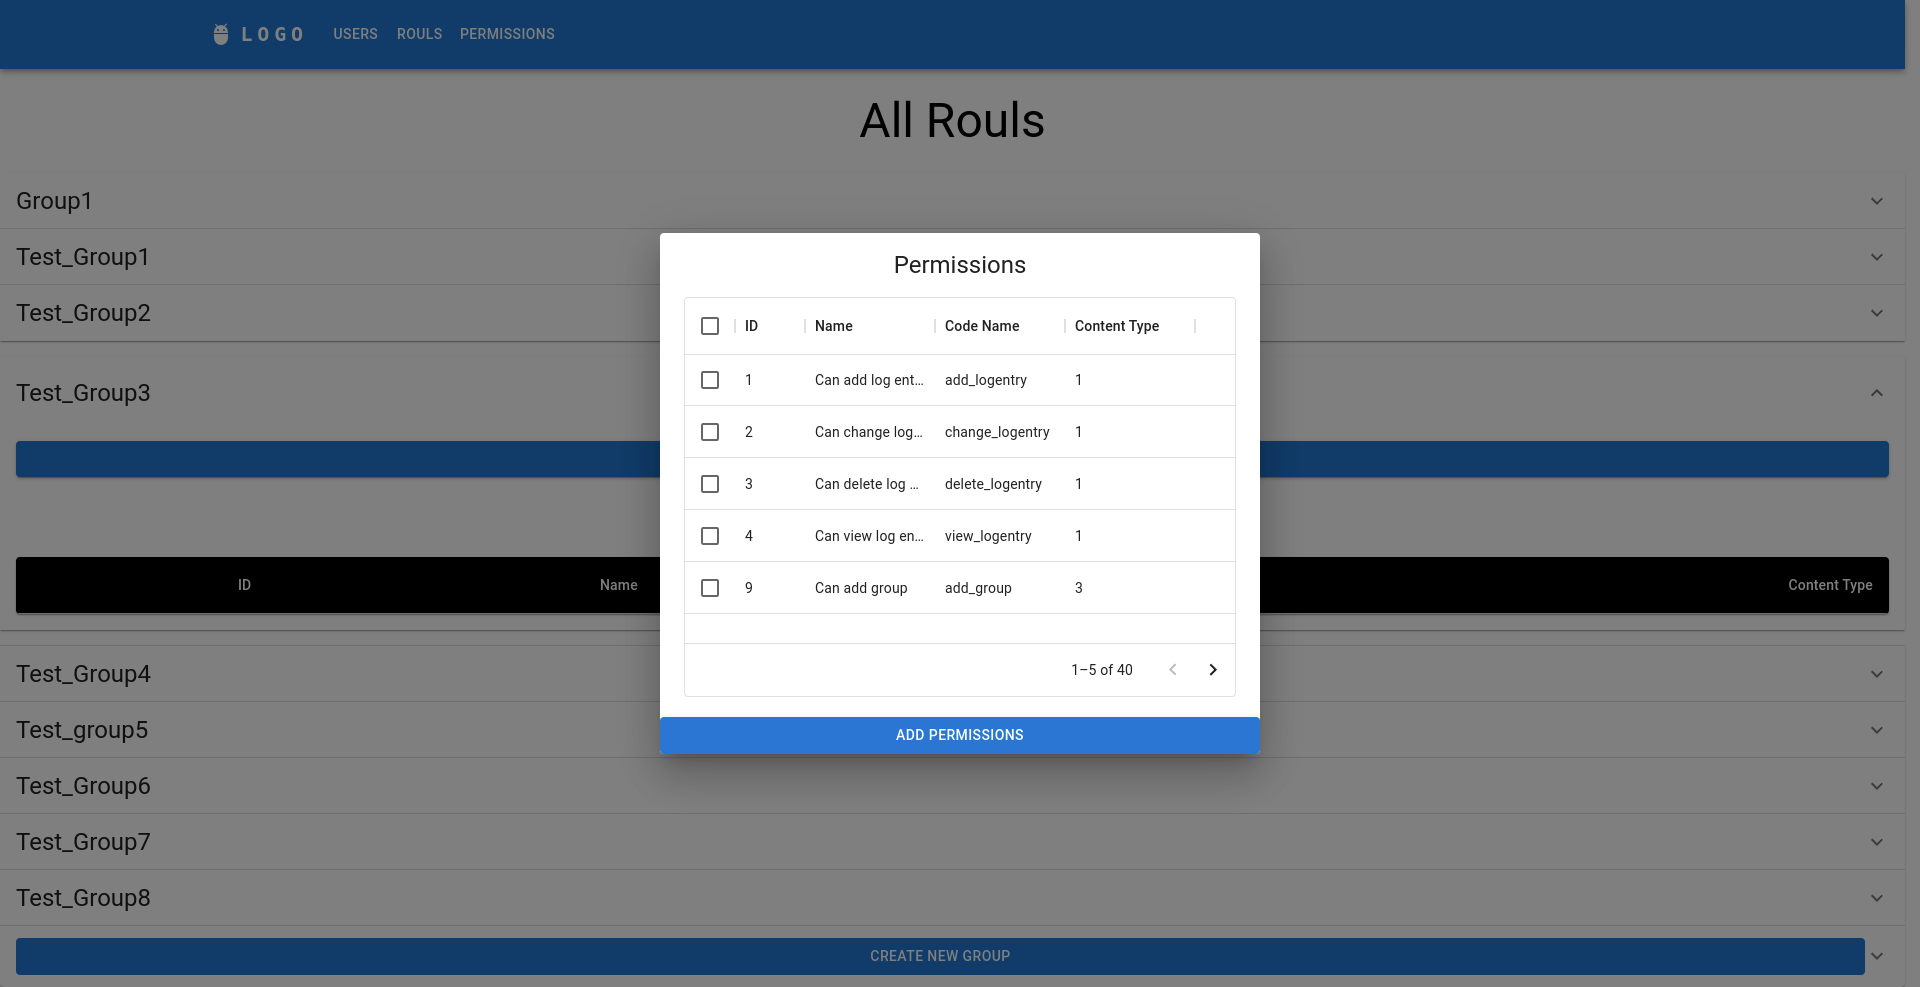 LOGO USERS ROULS PERMISSIONS
All Rouls
Group1
Test_Group1
Test_Group2
Test_Group3
ID Name Content Type
Test_Group4
Test_group5
Test_Group6
Test_Group7
Test_Group8
CREATE NEW GROUP
Permissions
ID Name Code Name Content Type
1 Can add log ent… add_logentry 1
2 Can change log… change_logentry 1
3 Can delete log … delete_logentry 1
4 Can view log en… view_logentry 1
9 Can add group add_group 3
1–5 of 40
ADD PERMISSIONS